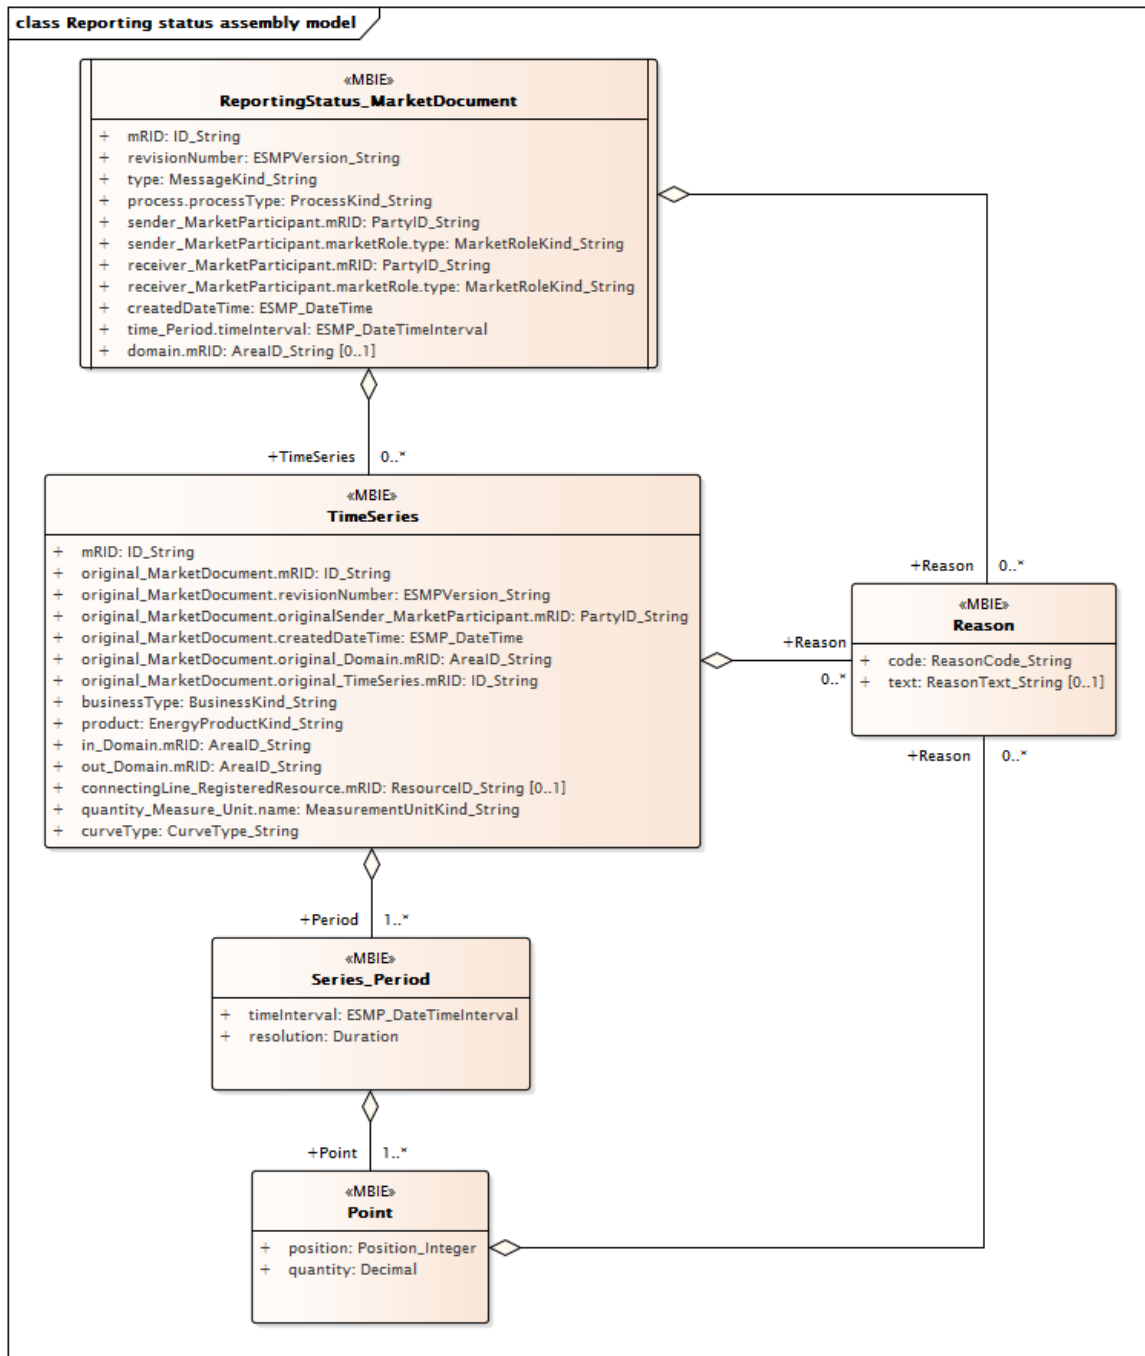 class Reporting status assembly model
«MBIE»
ReportingStatus_MarketDocument
+ mRID: ID_String
+ revisionNumber: ESMPVersion_String
+ type: MessageKind_String
+ process.processType: ProcessKind_String
+ sender_MarketParticipant.mRID: PartyID_String
+ sender_MarketParticipant.marketRole.type: MarketRoleKind_String
+ receiver_MarketParticipant.mRID: PartyID_String
+ receiver_MarketParticipant.marketRole.type: MarketRoleKind_String
+ createdDateTime: ESMP_DateTime
+ time_Period.timeInterval: ESMP_DateTimeInterval
+ domain.mRID: AreaID_String [0..1]
+TimeSeries 0..*
«MBIE»
TimeSeries
+ mRID: ID_String
+ original_MarketDocument.mRID: ID_String
+ original_MarketDocument.revisionNumber: ESMPVersion_String
+ original_MarketDocument.originalSender_MarketParticipant.mRID: PartyID_String
+ original_MarketDocument.createdDateTime: ESMP_DateTime
+ original_MarketDocument.original_Domain.mRID: AreaID_String
+ original_MarketDocument.original_TimeSeries.mRID: ID_String
+ businessType: BusinessKind_String
+ product: EnergyProductKind_String
+ in_Domain.mRID: AreaID_String
+ out_Domain.mRID: AreaID_String
+ connectingLine_RegisteredResource.mRID: ResourceID_String [0..1]
+ quantity_Measure_Unit.name: MeasurementUnitKind_String
+ curveType: CurveType_String
+Reason 0..*
+Reason
0..*
«MBIE»
Reason
+ code: ReasonCode_String
+ text: ReasonText_String [0..1]
+Reason 0..*
+Period 1..*
«MBIE»
Series_Period
+ timeInterval: ESMP_DateTimeInterval
+ resolution: Duration
+Point 1..*
«MBIE»
Point
+ position: Position_Integer
+ quantity: Decimal